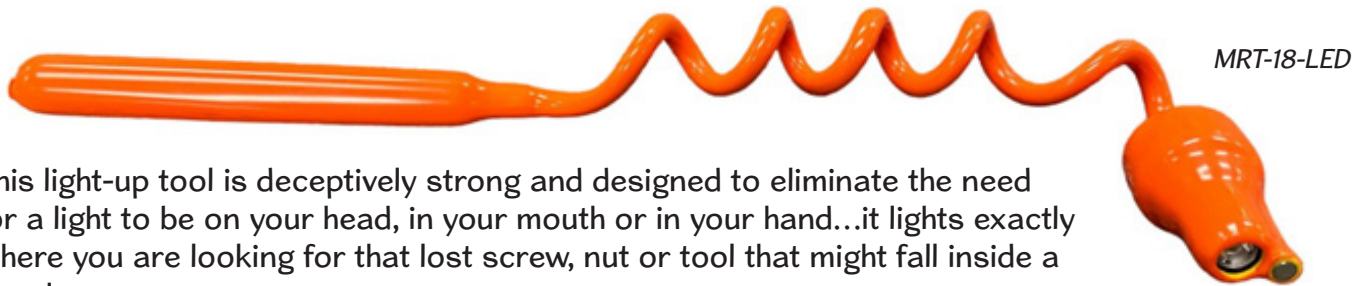 MRT-18-LED
his light-up tool is deceptively strong and designed to eliminate the need
r a light to be on your head, in your mouth or in your hand...it lights exactly
here you are looking for that lost screw, nut or tool that might fall inside a